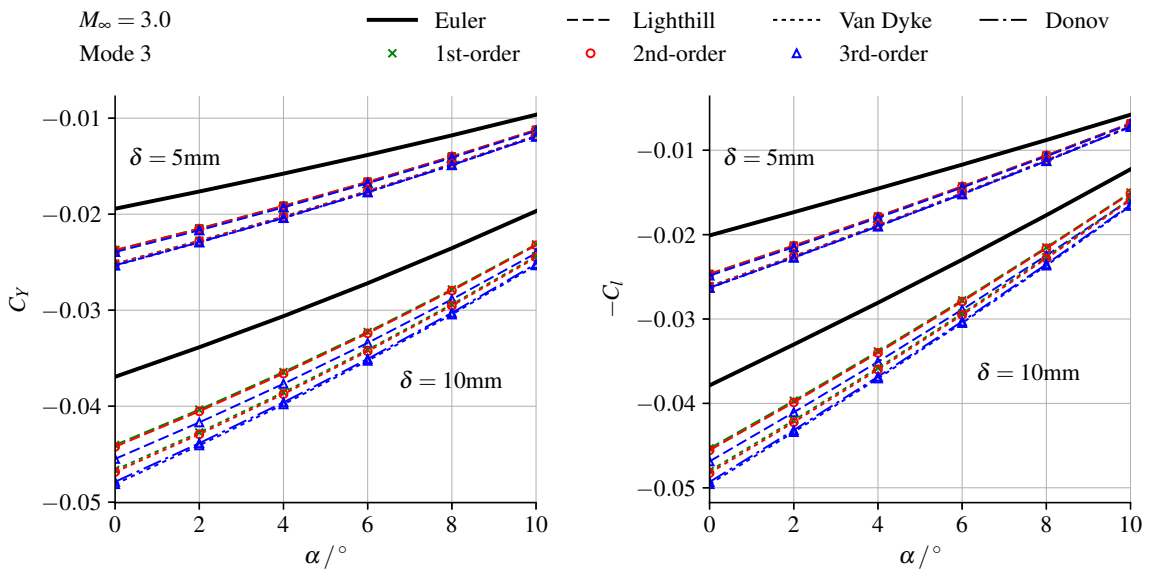 M∞ = 3.0 Euler Lighthill Van Dyke Donov
Mode 3 1st-order 2nd-order 3rd-order
−0.01
−0.02
−0.03
−0.04
−0.05
C_Y
δ = 5mm
δ = 10mm
0 2 4 6 8 10
α/°
−0.01
−0.02
−0.03
−0.04
−0.05
−C_l
δ = 5mm
δ = 10mm
0 2 4 6 8 10
α/°